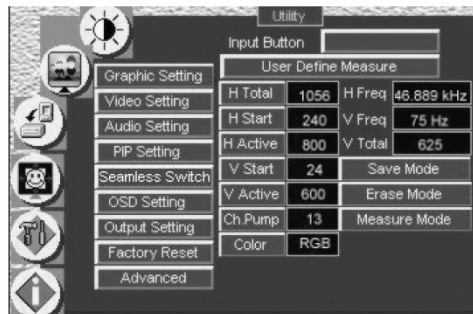 Utility
Input Button
User Define Measure
Graphic Setting
Video Setting
Audio Setting
PIP Setting
Seamless Switch
OSD Setting
Output Setting
Factory Reset
Advanced
H Total 1056 H Freq 46.889 kHz
H Start 240 V Freq 75 Hz
H Active 800 V Total 625
V Start 24 Save Mode
V Active 600 Erase Mode
Ch.Pump 13 Measure Mode
Color RGB